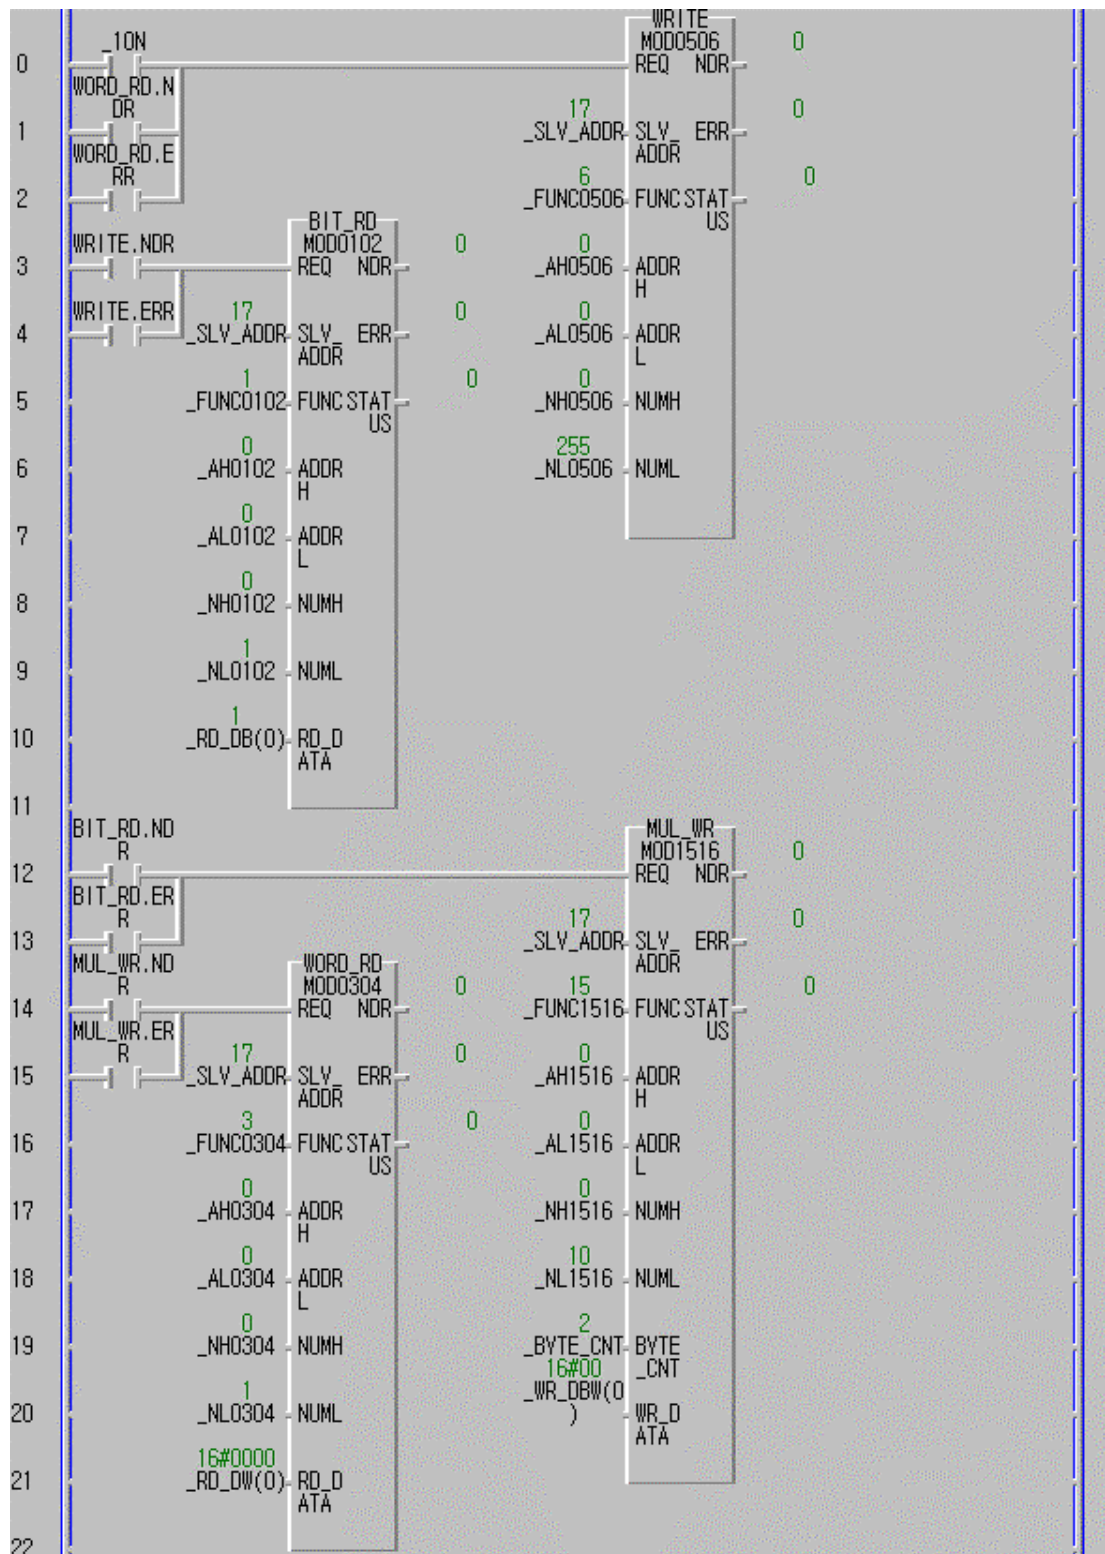 WRITE
_1ON MOD0506 0
0 REQ NDR
WORD_RD.N
DR 17 0
1 _SLV_ADDR SLV_ ERR
WORD_RD.E ADDR
RR 6 0
2 _FUNC0506 FUNC STAT
BIT_RD US
WRITE.NDR MOD0102 0 0
3 REQ NDR _AH0506 ADDR
H
WRITE.ERR 17 0 0
4 _SLV_ADDR SLV_ ERR _AL0506 ADDR
ADDR L
1 0 0
5 _FUNC0102 FUNC STAT _NH0506 NUMH
US
0 255
6 _AH0102 ADDR _NL0506 NUML
H
0
7 _AL0102 ADDR
L
0
8 _NH0102 NUMH
1
9 _NL0102 NUML
1
10 _RD_DB(0) RD_D
ATA
11
BIT_RD.ND MUL_WR
R MOD1516 0
12 REQ NDR
BIT_RD.ER
R 17 0
13 _SLV_ADDR SLV_ ERR
MUL_WR.ND WORD_RD ADDR
R MOD0304 0 15 0
14 REQ NDR _FUNC1516 FUNC STAT
MUL_WR.ER US
R 17 0 0
15 _SLV_ADDR SLV_ ERR _AH1516 ADDR
ADDR H
3 0 0
16 _FUNC0304 FUNC STAT _AL1516 ADDR
US L
0 0
17 _AH0304 ADDR _NH1516 NUMH
H
0 10
18 _AL0304 ADDR _NL1516 NUML
L
0 2
19 _NH0304 NUMH _BYTE_CNT BYTE
16#00 _CNT
1 _WR_DBW(0
20 _NL0304 NUML ) WR_D
ATA
16#0000
21 _RD_DW(0) RD_D
ATA
22